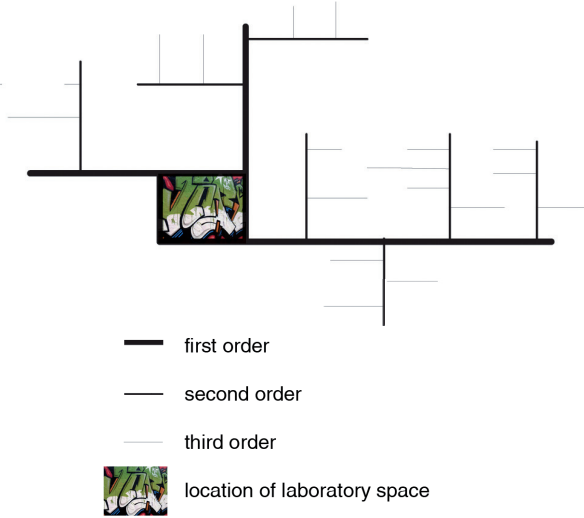 first order
second order
third order
location of laboratory space